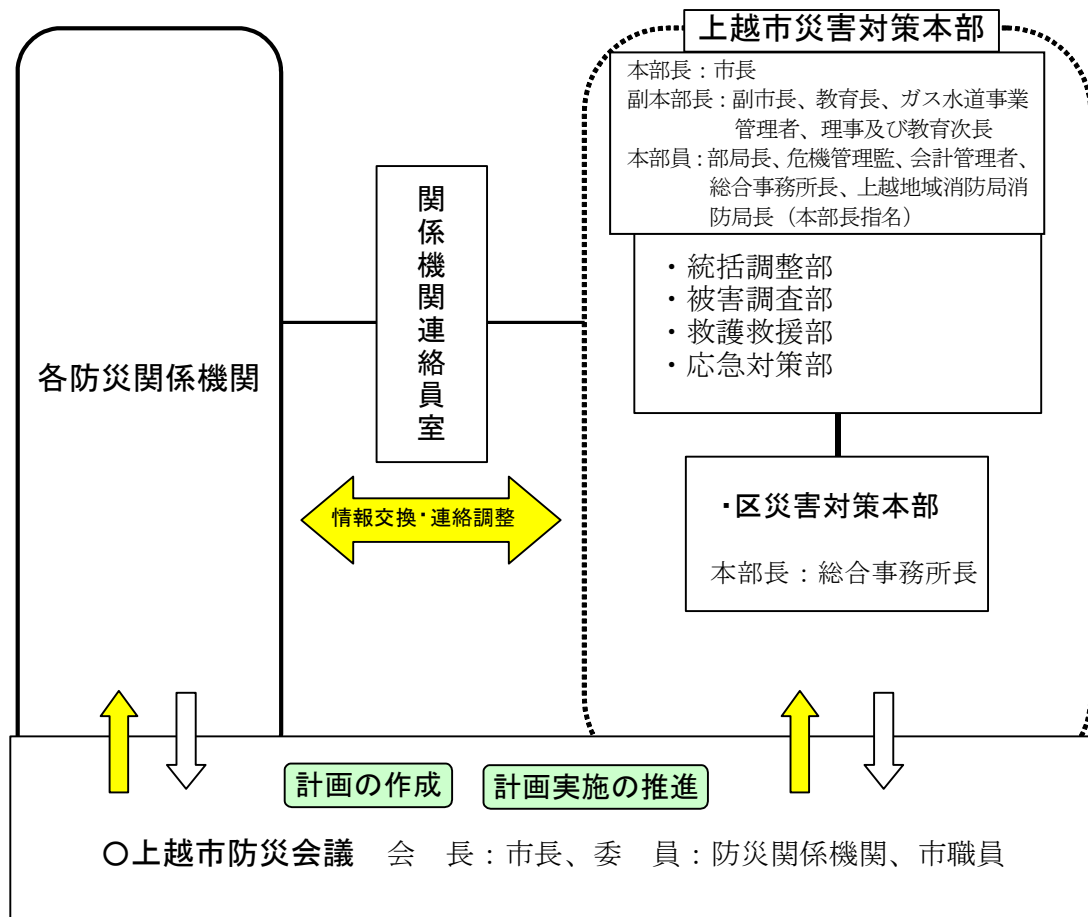 上越市災害対策本部
本部長：市長
副本部長：副市長、教育長、ガス水道事業
管理者、理事及び教育次長
本部員：部局長、危機管理監、会計管理者、
総合事務所長、上越地域消防局消
防局長（本部長指名）
・統括調整部
・被害調査部
・救護救援部
・応急対策部
関係機関連絡員室
各防災関係機関
情報交換・連絡調整
・区災害対策本部
本部長：総合事務所長
計画の作成
計画実施の推進
○上越市防災会議　会　長：市長、委　員：防災関係機関、市職員